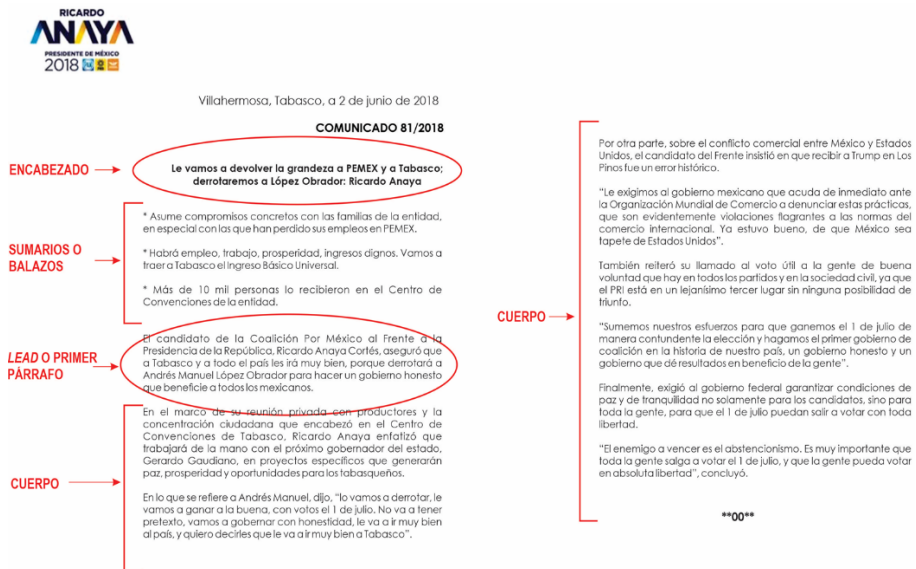 RICARDO
ANAYA
PRESIDENTE DE MÉXICO
2018
Villahermosa, Tabasco, a 2 de junio de 2018
COMUNICADO 81/2018
ENCABEZADO
Le vamos a devolver la grandeza a PEMEX y a Tabasco;
derrotaremos a López Obrador: Ricardo Anaya
SUMARIOS O
BALAZOS
* Asume compromisos concretos con las familias de la entidad,
en especial con las que han perdido sus empleos en PEMEX.
* Habrá empleo, trabajo, prosperidad, ingresos dignos. Vamos a
traer a Tabasco el Ingreso Básico Universal.
* Más de 10 mil personas lo recibieron en el Centro de
Convenciones de la entidad.
LEAD O PRIMER
PÁRRAFO
El candidato de la Coalición Por México al Frente a la
Presidencia de la República, Ricardo Anaya Cortés, aseguró que
a Tabasco y a todo el país les irá muy bien, porque derrotará a
Andrés Manuel López Obrador para hacer un gobierno honesto
que beneficie a todos los mexicanos.
CUERPO
En el marco de su reunión privada con productores y la
concentración ciudadana que encabezó en el Centro de
Convenciones de Tabasco, Ricardo Anaya enfatizó que
trabajará de la mano con el próximo gobernador del estado,
Gerardo Gaudiano, en proyectos específicos que generarán
paz, prosperidad y oportunidades para los tabasqueños.
En lo que se refiere a Andrés Manuel, dijo, "lo vamos a derrotar, le
vamos a ganar a la buena, con votos el 1 de julio. No va a tener
pretexto, vamos a gobernar con honestidad, le va a ir muy bien
al país, y quiero decirles que le va a ir muy bien a Tabasco".
CUERPO
Por otra parte, sobre el conflicto comercial entre México y Estados
Unidos, el candidato del Frente insistió en que recibir a Trump en Los
Pinos fue un error histórico.
"Le exigimos al gobierno mexicano que acuda de inmediato ante
la Organización Mundial de Comercio a denunciar estas prácticas,
que son evidentemente violaciones flagrantes a las normas del
comercio internacional. Ya estuvo bueno, de que México sea
tapete de Estados Unidos".
También reiteró su llamado al voto útil a la gente de buena
voluntad que hay en todos los partidos y en la sociedad civil, ya que
el PRI está en un lejanísimo tercer lugar sin ninguna posibilidad de
triunfo.
"Sumemos nuestros esfuerzos para que ganemos el 1 de julio de
manera contundente la elección y hagamos el primer gobierno de
coalición en la historia de nuestro país, un gobierno honesto y un
gobierno que dé resultados en beneficio de la gente".
Finalmente, exigió al gobierno federal garantizar condiciones de
paz y de tranquilidad no solamente para los candidatos, sino para
toda la gente, para que el 1 de julio puedan salir a votar con toda
libertad.
"El enemigo a vencer es el abstencionismo. Es muy importante que
toda la gente salga a votar el 1 de julio, y que la gente pueda votar
en absoluta libertad", concluyó.
**00**